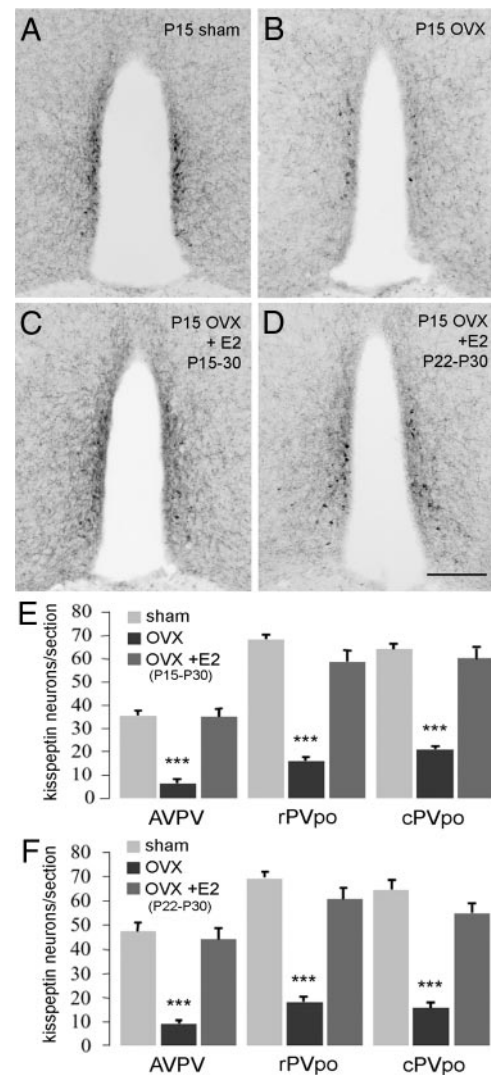 A
P15 sham
B
P15 OVX
C
P15 OVX
+ E2
P15-30
D
P15 OVX
+E2
P22-P30
E
kisspeptin neurons/section
80
70
60
50
40
30
20
10
0
sham
OVX
OVX +E2
(P15-P30)
***
***
***
AVPV
rPVpo
cPVpo
F
kisspeptin neurons/section
80
70
60
50
40
30
20
10
0
sham
OVX
OVX +E2
(P22-P30)
***
***
***
AVPV
rPVpo
cPVpo